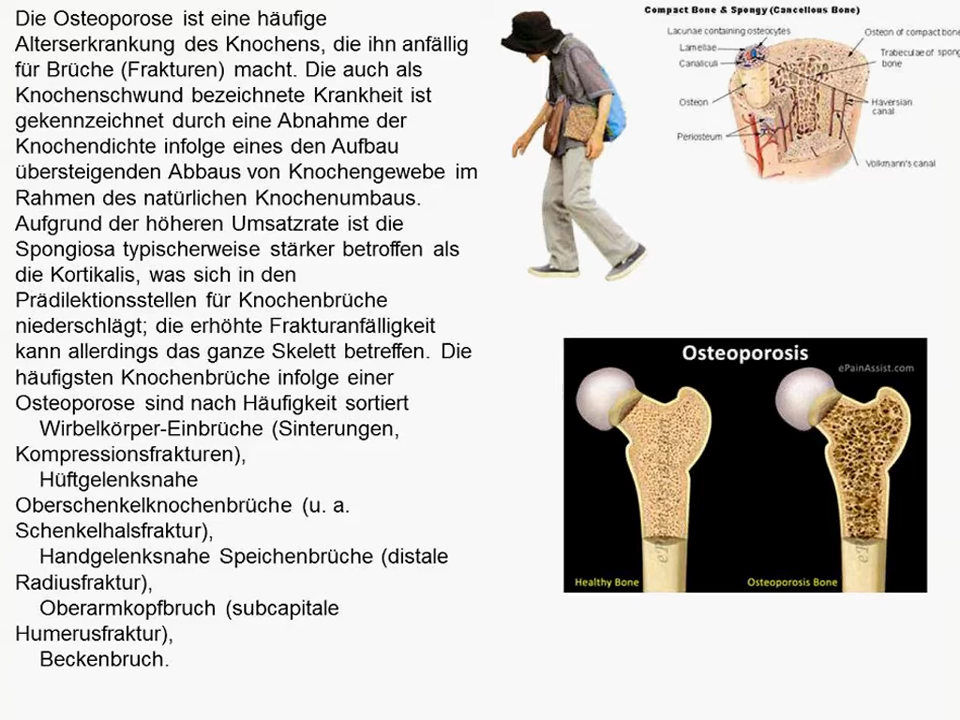 Die Osteoporose ist eine häufige
Alterserkrankung des Knochens, die ihn anfällig
für Brüche (Frakturen) macht. Die auch als
Knochenschwund bezeichnete Krankheit ist
gekennzeichnet durch eine Abnahme der
Knochendichte infolge eines den Aufbau
übersteigenden Abbaus von Knochengewebe im
Rahmen des natürlichen Knochenumbaus.
Aufgrund der höheren Umsatzrate ist die
Spongiosa typischerweise stärker betroffen als
die Kortikalis, was sich in den
Prädilektionsstellen für Knochenbrüche
niederschlägt; die erhöhte Frakturanfälligkeit
kann allerdings das ganze Skelett betreffen. Die
häufigsten Knochenbrüche infolge einer
Osteoporose sind nach Häufigkeit sortiert
Wirbelkörper-Einbrüche (Sinterungen,
Kompressionsfrakturen),
Hüftgelenksnahe
Oberschenkelknochenbrüche (u. a.
Schenkelhalsfraktur),
Handgelenksnahe Speichenbrüche (distale
Radiusfraktur),
Oberarmkopfbruch (subcapitale
Humerusfraktur),
Beckenbruch.
Compact Bone & Spongy (Cancellous Bone)
Lacunae containing osteocytes
Lamellae
Canaliculi
Osteon
Periosteum
Osteon of compact bone
Trabeculae of spong
bone
Haversian
canal
Volkmann's canal
Osteoporosis
ePainAssist.com
Healthy Bone
Osteoporosis Bone